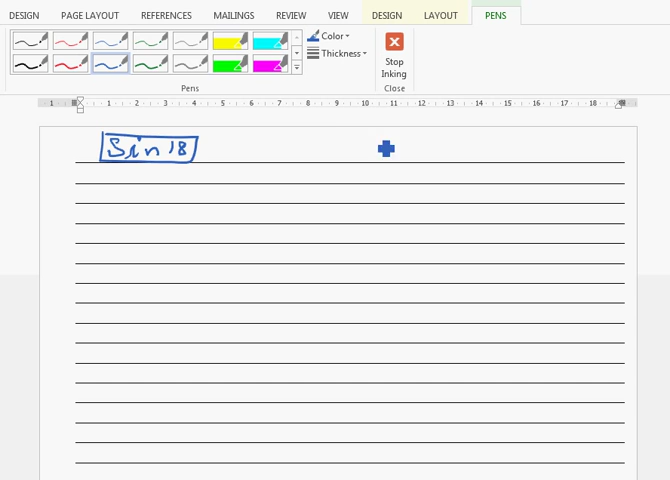 DESIGN PAGE LAYOUT REFERENCES MAILINGS REVIEW VIEW DESIGN LAYOUT PENS
Color
Thickness
Stop
Inking
Pens
Close
1 1 2 3 4 5 6 7 8 9 10 11 12 13 14 15 16 17 18
Sin 18